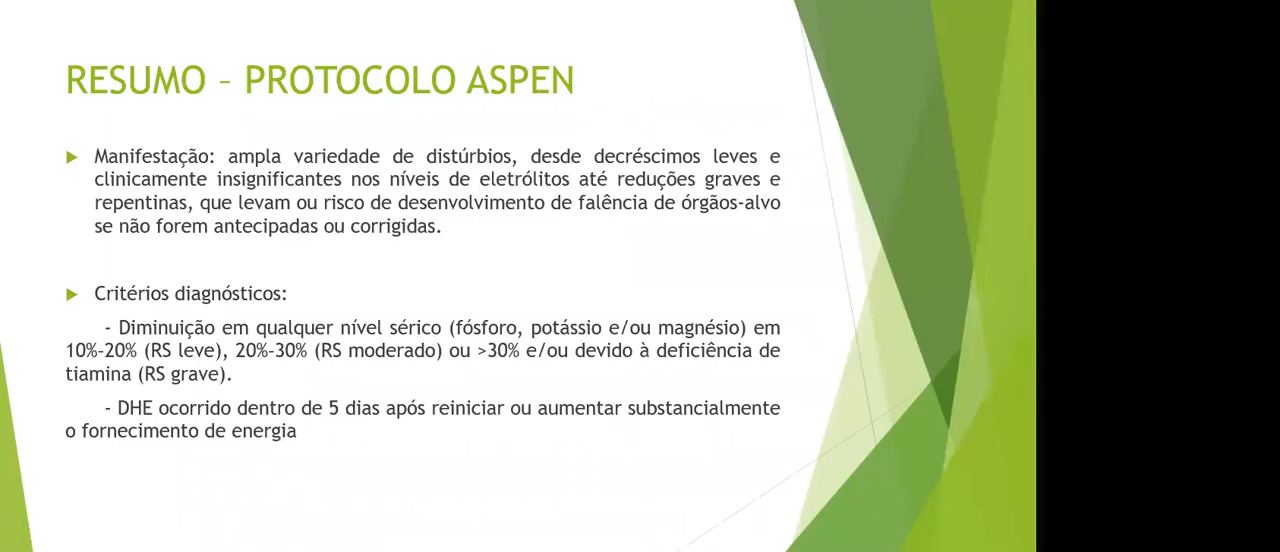 RESUMO – PROTOCOLO ASPEN
Manifestação: ampla variedade de distúrbios, desde decréscimos leves e
clinicamente insignificantes nos níveis de eletrólitos até reduções graves e
repentinas, que levam ou risco de desenvolvimento de falência de órgãos-alvo
se não forem antecipadas ou corrigidas.
Critérios diagnósticos:
- Diminuição em qualquer nível sérico (fósforo, potássio e/ou magnésio) em
10%-20% (RS leve), 20%-30% (RS moderado) ou >30% e/ou devido à deficiência de
tiamina (RS grave).
- DHE ocorrido dentro de 5 dias após reiniciar ou aumentar substancialmente
o fornecimento de energia